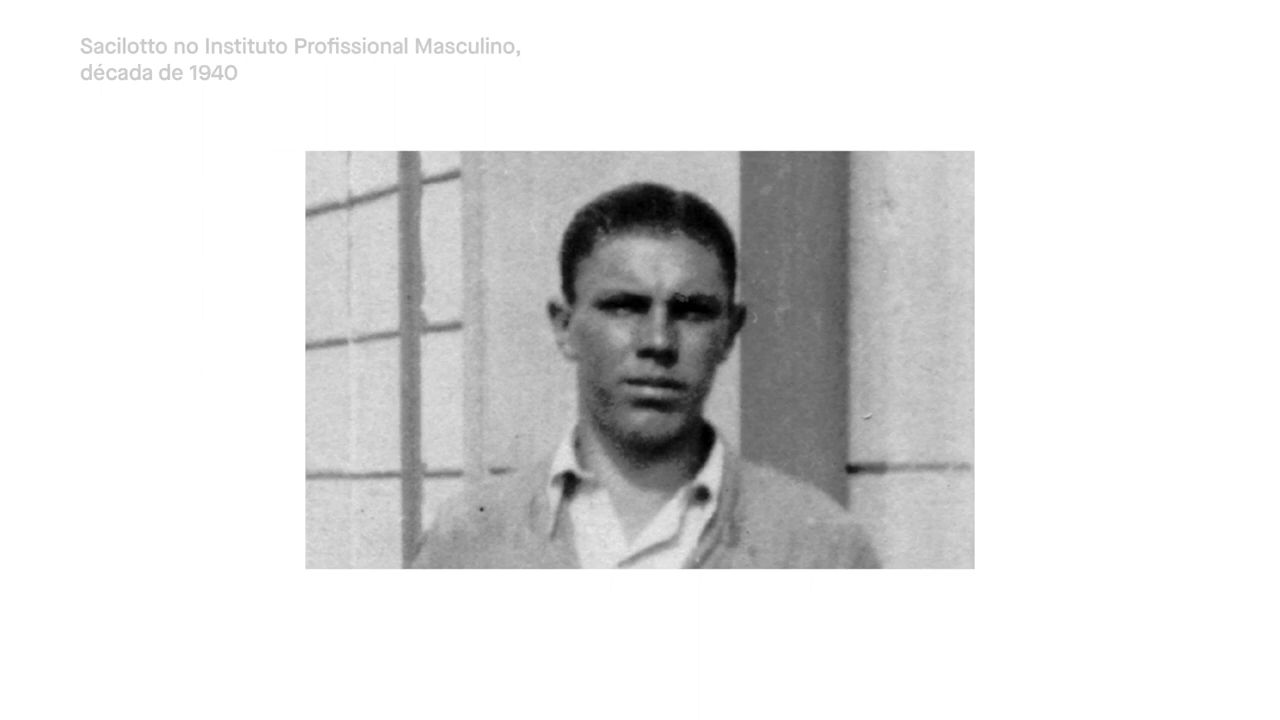 Sacilotto no Instituto Profissional Masculino,
década de 1940